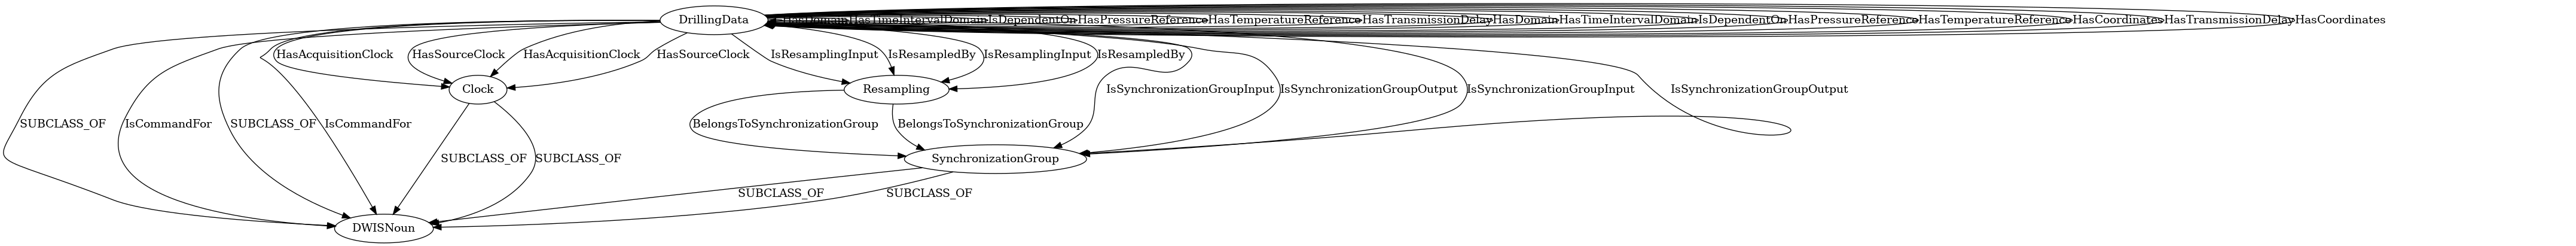 DrillingData
HasDomain
HasTimeIntervalDomain
IsDependentOn
HasPressureReference
HasTemperatureReference
HasTransmissionDelay
HasDomain
HasTimeIntervalDomain
IsDependentOn
HasPressureReference
HasTemperatureReference
HasCoordinates
HasTransmissionDelay
HasCoordinates
HasAcquisitionClock
HasSourceClock
HasAcquisitionClock
HasSourceClock
IsResamplingInput
IsResampledBy
IsResamplingInput
IsResampledBy
Clock
Resampling
IsSynchronizationGroupInput
IsSynchronizationGroupOutput
IsSynchronizationGroupInput
IsSynchronizationGroupOutput
SUBCLASS_OF
IsCommandFor
SUBCLASS_OF
IsCommandFor
BelongsToSynchronizationGroup
BelongsToSynchronizationGroup
SUBCLASS_OF
SUBCLASS_OF
SynchronizationGroup
SUBCLASS_OF
SUBCLASS_OF
DWISNoun